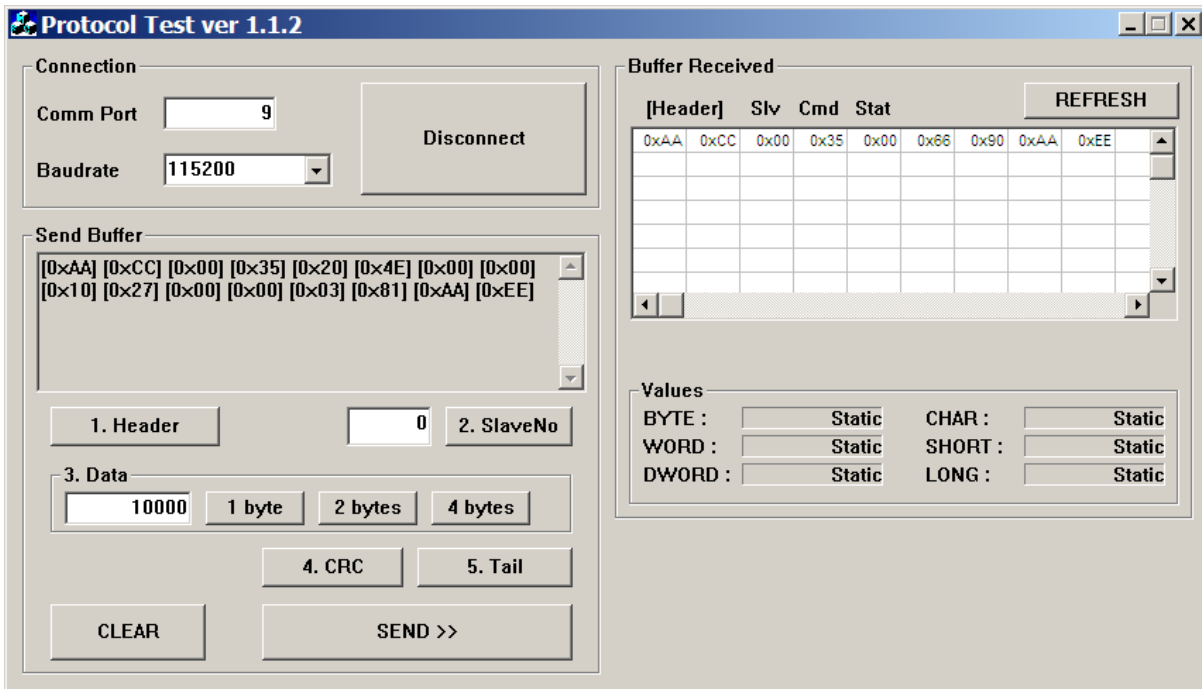 Protocol Test ver 1.1.2
Connection
Comm Port 9
Baudrate 115200
Disconnect
Send Buffer
[0xAA] [0xCC] [0x00] [0x35] [0x20] [0x4E] [0x00] [0x00]
[0x10] [0x27] [0x00] [0x00] [0x03] [0x81] [0xAA] [0xEE]
1. Header 0 2. SlaveNo
3. Data
10000 1 byte 2 bytes 4 bytes
4. CRC 5. Tail
CLEAR SEND >>
Buffer Received
[Header] Slv Cmd Stat REFRESH
0xAA 0xCC 0x00 0x35 0x00 0x66 0x90 0xAA 0xEE
Values
BYTE : Static CHAR : Static
WORD : Static SHORT : Static
DWORD : Static LONG : Static